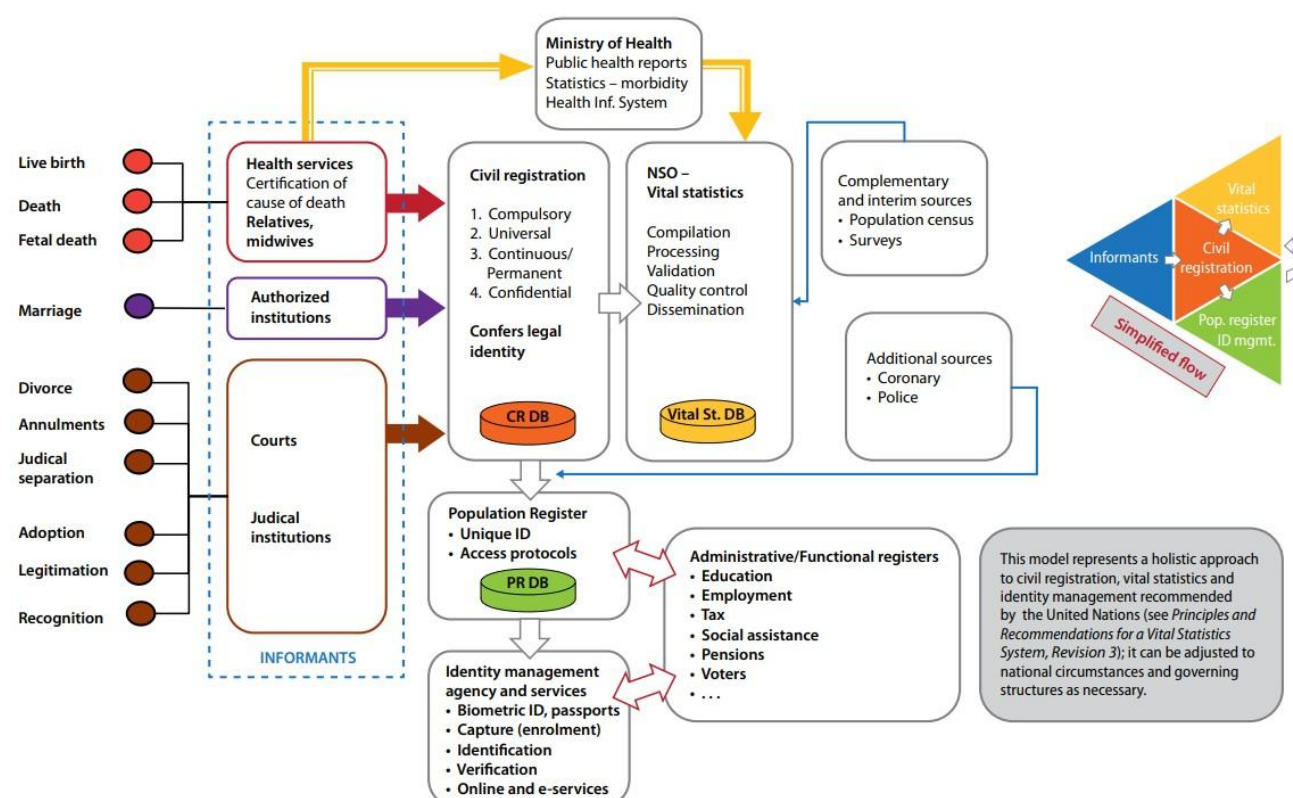 Ministry of Health
Public health reports
Statistics – morbidity
Health Inf. System
Live birth
Death
Fetal death
Marriage
Divorce
Annulments
Judical
separation
Adoption
Legitimation
Recognition
Health services
Certification of
cause of death
Relatives,
midwives
Authorized
institutions
Courts
Judical
institutions
INFORMANTS
Civil registration
1. Compulsory
2. Universal
3. Continuous/
Permanent
4. Confidential
Confers legal
identity
CR DB
NSO –
Vital statistics
Compilation
Processing
Validation
Quality control
Dissemination
Vital St. DB
Complementary
and interim sources
• Population census
• Surveys
Additional sources
• Coronary
• Police
Vital
statistics
Informants
Civil
registration
Pop. register
ID mgmt.
Simplified flow
Population Register
• Unique ID
• Access protocols
PR DB
Administrative/Functional registers
• Education
• Employment
• Tax
• Social assistance
• Pensions
• Voters
• . . .
Identity management
agency and services
• Biometric ID, passports
• Capture (enrolment)
• Identification
• Verification
• Online and e-services
This model represents a holistic approach
to civil registration, vital statistics and
identity management recommended
by the United Nations (see Principles and
Recommendations for a Vital Statistics
System, Revision 3); it can be adjusted to
national circumstances and governing
structures as necessary.